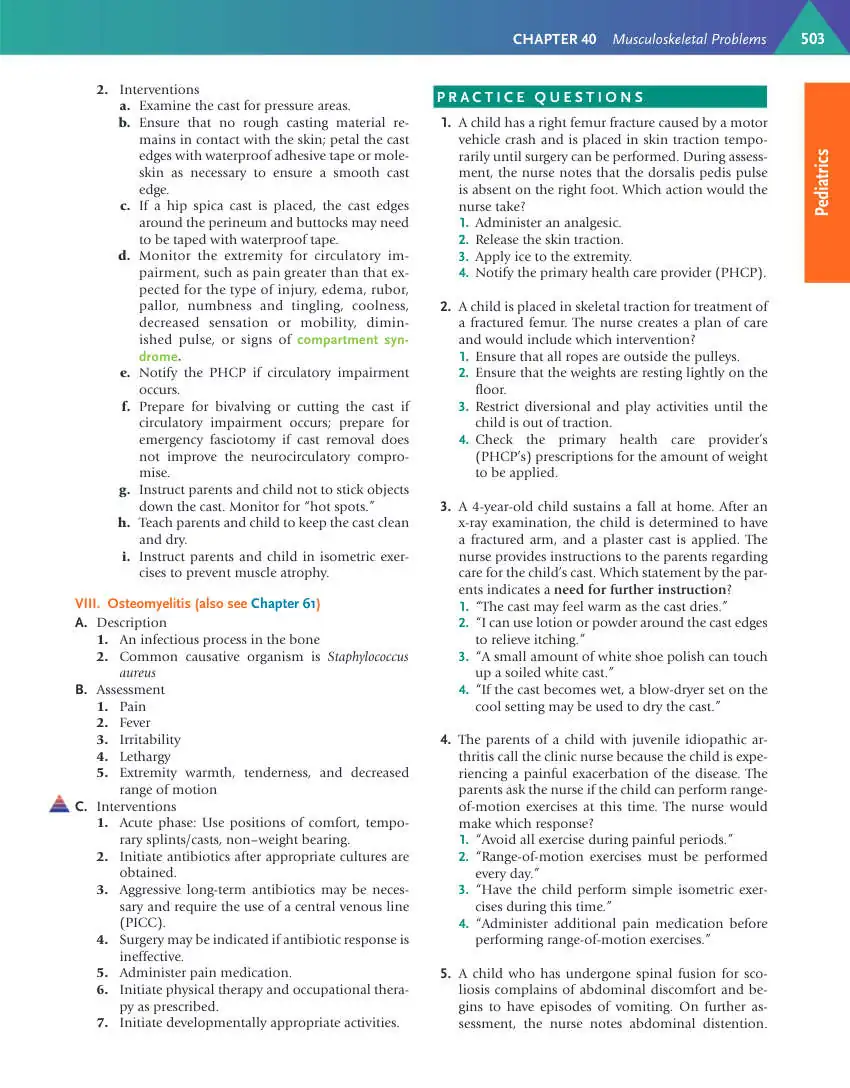 CHAPTER 40 Musculoskeletal Problems 503
2. Interventions
a. Examine the cast for pressure areas.
b. Ensure that no rough casting material re-
mains in contact with the skin; petal the cast
edges with waterproof adhesive tape or mole-
skin as necessary to ensure a smooth cast
edge.
c. If a hip spica cast is placed, the cast edges
around the perineum and buttocks may need
to be taped with waterproof tape.
d. Monitor the extremity for circulatory im-
pairment, such as pain greater than that ex-
pected for the type of injury, edema, rubor,
pallor, numbness and tingling, coolness,
decreased sensation or mobility, dimin-
ished pulse, or signs of compartment syn-
drome.
e. Notify the PHCP if circulatory impairment
occurs.
f. Prepare for bivalving or cutting the cast if
circulatory impairment occurs; prepare for
emergency fasciotomy if cast removal does
not improve the neurocirculatory compro-
mise.
g. Instruct parents and child not to stick objects
down the cast. Monitor for “hot spots.”
h. Teach parents and child to keep the cast clean
and dry.
i. Instruct parents and child in isometric exer-
cises to prevent muscle atrophy.
VIII. Osteomyelitis (also see Chapter 61)
A. Description
1. An infectious process in the bone
2. Common causative organism is Staphylococcus
aureus
B. Assessment
1. Pain
2. Fever
3. Irritability
4. Lethargy
5. Extremity warmth, tenderness, and decreased
range of motion
C. Interventions
1. Acute phase: Use positions of comfort, tempo-
rary splints/casts, non–weight bearing.
2. Initiate antibiotics after appropriate cultures are
obtained.
3. Aggressive long-term antibiotics may be neces-
sary and require the use of a central venous line
(PICC).
4. Surgery may be indicated if antibiotic response is
ineffective.
5. Administer pain medication.
6. Initiate physical therapy and occupational thera-
py as prescribed.
7. Initiate developmentally appropriate activities.
PRACTICE QUESTIONS
1. A child has a right femur fracture caused by a motor
vehicle crash and is placed in skin traction tempo-
rarily until surgery can be performed. During assess-
ment, the nurse notes that the dorsalis pedis pulse
is absent on the right foot. Which action would the
nurse take?
1. Administer an analgesic.
2. Release the skin traction.
3. Apply ice to the extremity.
4. Notify the primary health care provider (PHCP).
2. A child is placed in skeletal traction for treatment of
a fractured femur. The nurse creates a plan of care
and would include which intervention?
1. Ensure that all ropes are outside the pulleys.
2. Ensure that the weights are resting lightly on the
floor.
3. Restrict diversional and play activities until the
child is out of traction.
4. Check the primary health care provider’s
(PHCP’s) prescriptions for the amount of weight
to be applied.
3. A 4-year-old child sustains a fall at home. After an
x-ray examination, the child is determined to have
a fractured arm, and a plaster cast is applied. The
nurse provides instructions to the parents regarding
care for the child’s cast. Which statement by the par-
ents indicates a need for further instruction?
1. “The cast may feel warm as the cast dries.”
2. “I can use lotion or powder around the cast edges
to relieve itching.”
3. “A small amount of white shoe polish can touch
up a soiled white cast.”
4. “If the cast becomes wet, a blow-dryer set on the
cool setting may be used to dry the cast.”
4. The parents of a child with juvenile idiopathic ar-
thritis call the clinic nurse because the child is expe-
riencing a painful exacerbation of the disease. The
parents ask the nurse if the child can perform range-
of-motion exercises at this time. The nurse would
make which response?
1. “Avoid all exercise during painful periods.”
2. “Range-of-motion exercises must be performed
every day.”
3. “Have the child perform simple isometric exer-
cises during this time.”
4. “Administer additional pain medication before
performing range-of-motion exercises.”
5. A child who has undergone spinal fusion for sco-
liosis complains of abdominal discomfort and be-
gins to have episodes of vomiting. On further as-
sessment, the nurse notes abdominal distention.
Pediatrics